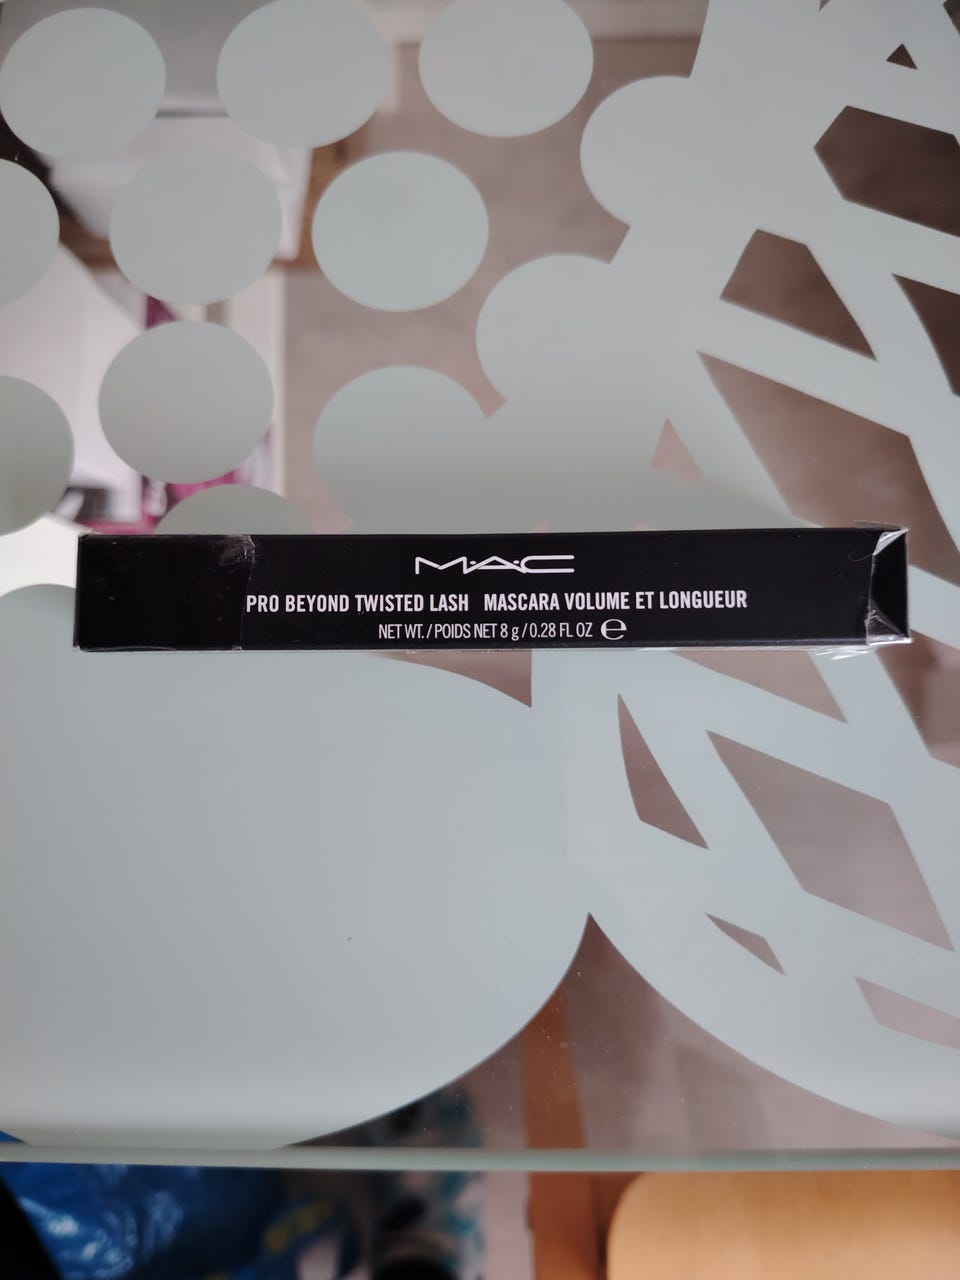 M·A·C
PRO BEYOND TWISTED LASH MASCARA VOLUME ET LONGUEUR
NET WT. / POIDS NET 8 g / 0.28 FL OZ ℮